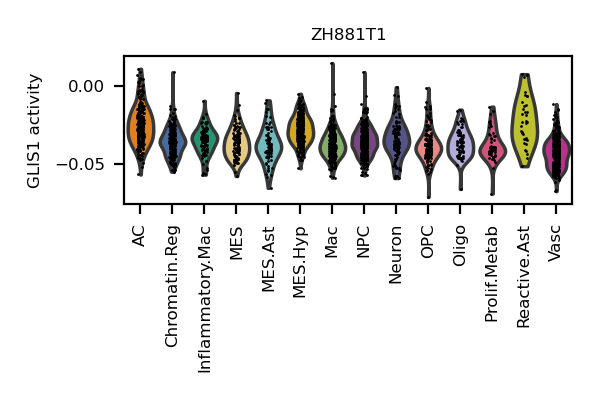 ZH881T1
GLIS1 activity
0.00
−0.05
AC
Chromatin.Reg
Inflammatory.Mac
MES
MES.Ast
MES.Hyp
Mac
NPC
Neuron
OPC
Oligo
Prolif.Metab
Reactive.Ast
Vasc